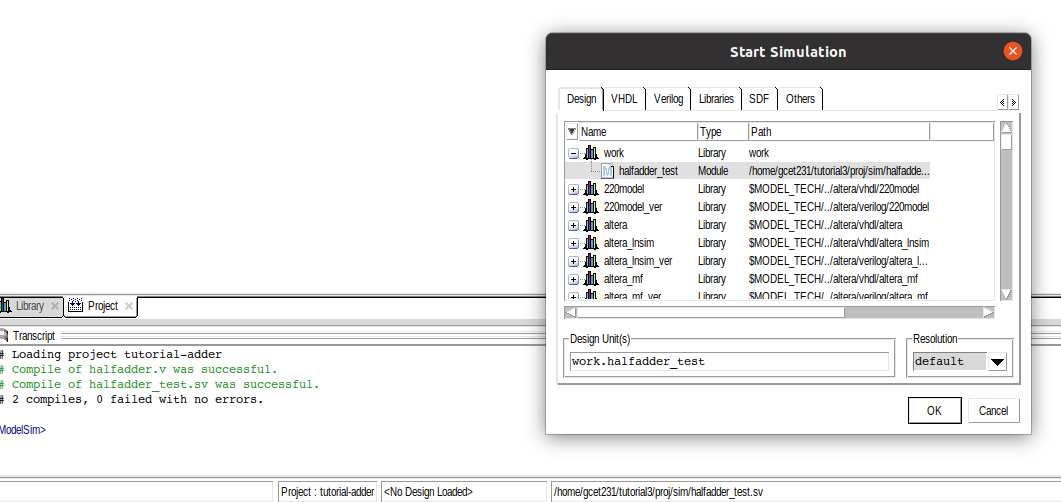 Start Simulation
Design VHDL Verilog Libraries SDF Others
Name Type Path
work Library work
halfadder_test Module /home/gcet231/tutorial3/proj/sim/halfadde...
220model Library $MODEL_TECH/../altera/vhdl/220model
220model_ver Library $MODEL_TECH/../altera/verilog/220model
altera Library $MODEL_TECH/../altera/vhdl/altera
altera_lnsim Library $MODEL_TECH/../altera/vhdl/altera_lnsim
altera_lnsim_ver Library $MODEL_TECH/../altera/verilog/altera_l...
altera_mf Library $MODEL_TECH/../altera/vhdl/altera_mf
altera_mf_ver Library $MODEL_TECH/../altera/verilog/altera_mf
Design Unit(s) Resolution
work.halfadder_test default
OK Cancel
Library Project
Transcript
# Loading project tutorial-adder
# Compile of halfadder.v was successful.
# Compile of halfadder_test.sv was successful.
# 2 compiles, 0 failed with no errors.
ModelSim>
Project : tutorial-adder <No Design Loaded> /home/gcet231/tutorial3/proj/sim/halfadder_test.sv